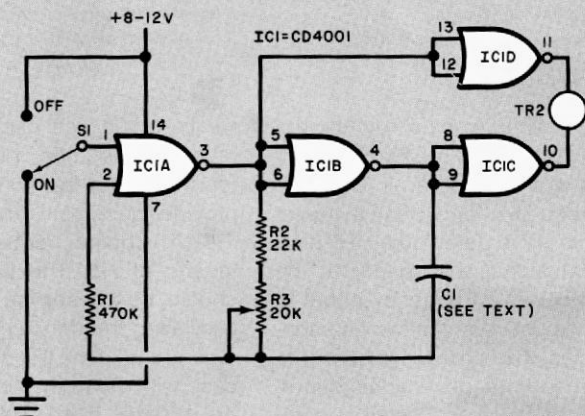 +8-12V
IC1=CD4001
OFF
S1
ON
1
2
14
IC1A
3
7
13
12
IC1D
11
TR2
5
6
IC1B
4
8
9
IC1C
10
R1
470K
R2
22K
R3
20K
C1
(SEE TEXT)